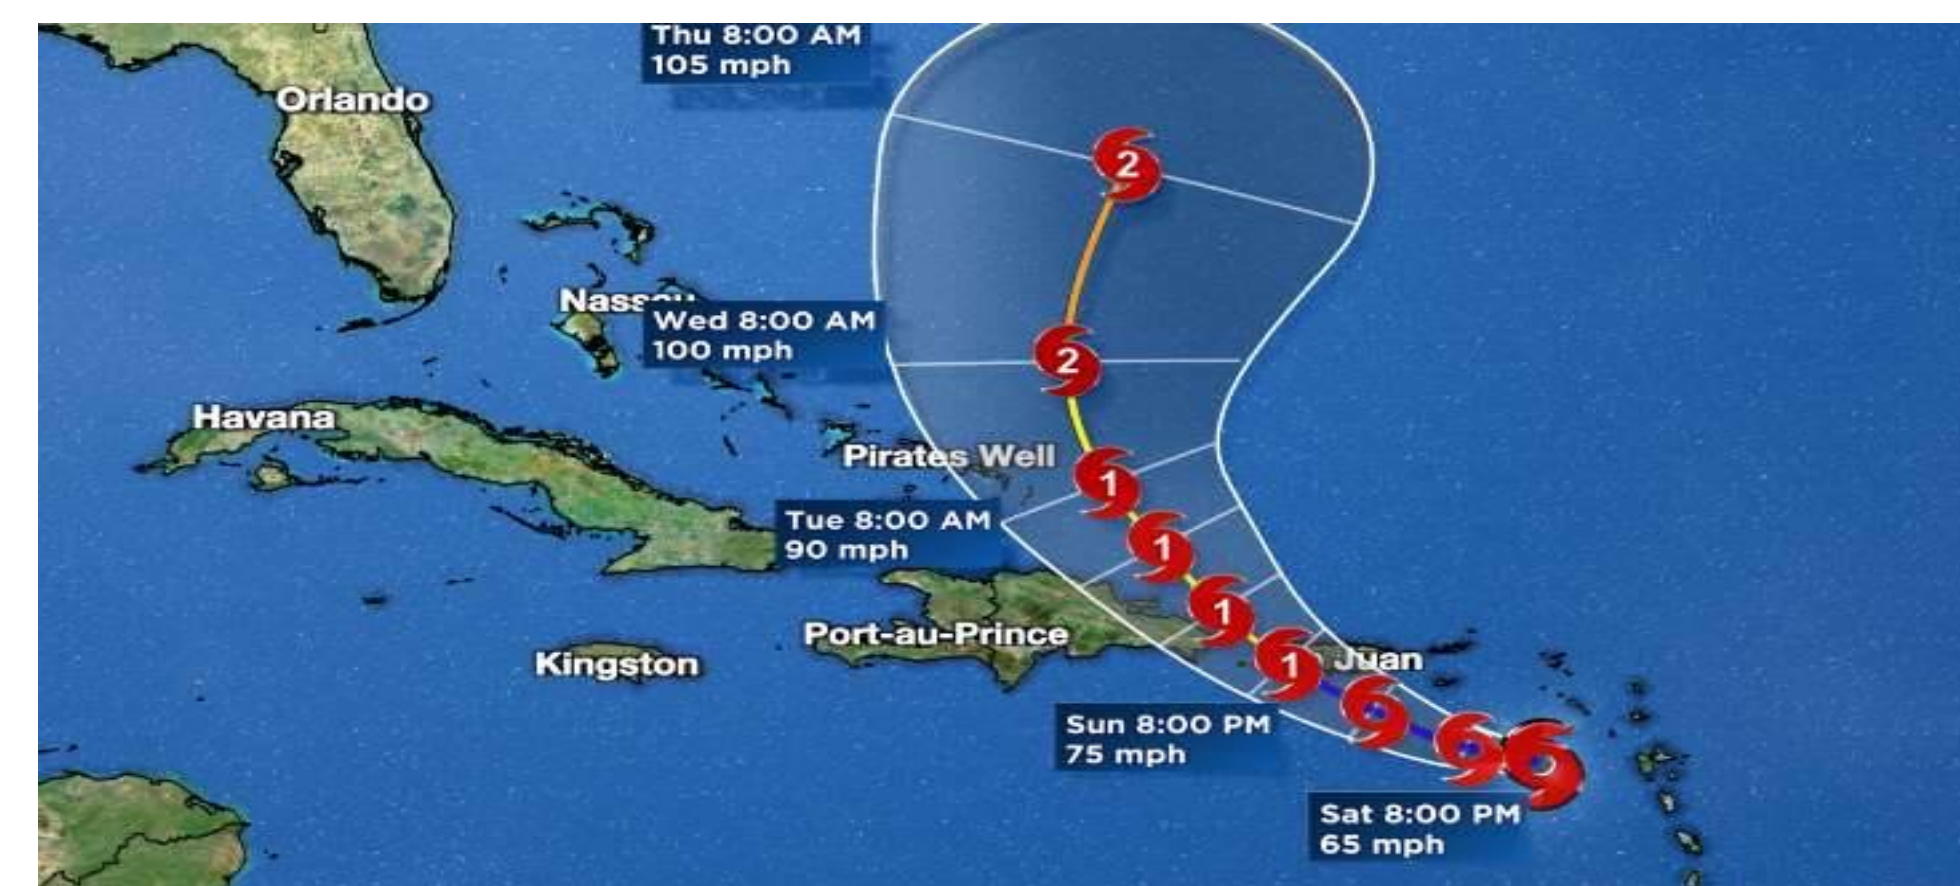 Thu 8:00 AM
105 mph
Orlando
2
Nassau
Wed 8:00 AM
100 mph
2
Havana
Pirates Well
1
Tue 8:00 AM
90 mph
1
1
Port-au-Prince
Kingston
1
Juan
Sun 8:00 PM
75 mph
Sat 8:00 PM
65 mph